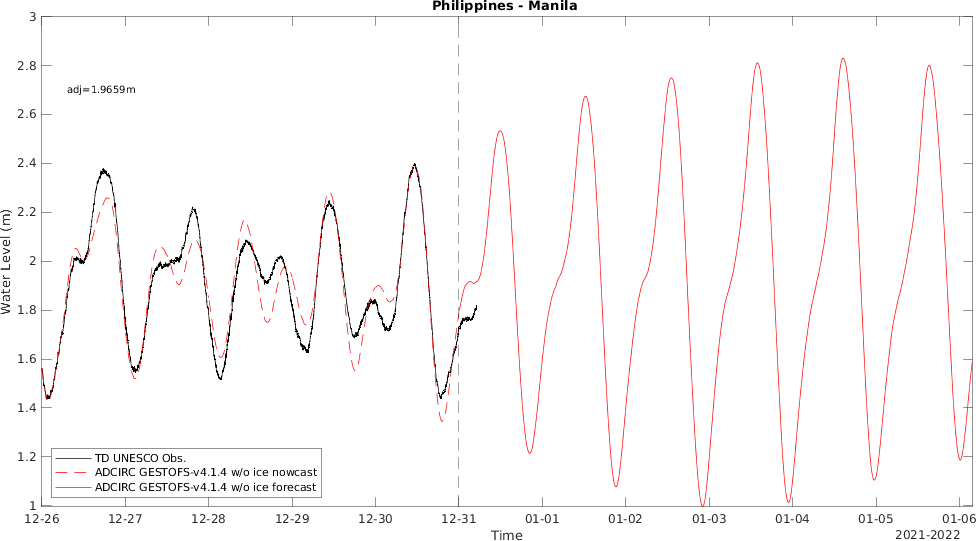 Philippines - Manila
3
2.8
2.6
2.4
2.2
2
1.8
1.6
1.4
1.2
1
Water Level (m)
adj=1.9659m
TD UNESCO Obs.
ADCIRC GESTOFS-v4.1.4 w/o ice nowcast
ADCIRC GESTOFS-v4.1.4 w/o ice forecast
12-26 12-27 12-28 12-29 12-30 12-31 01-01 01-02 01-03 01-04 01-05 01-06
Time
2021-2022